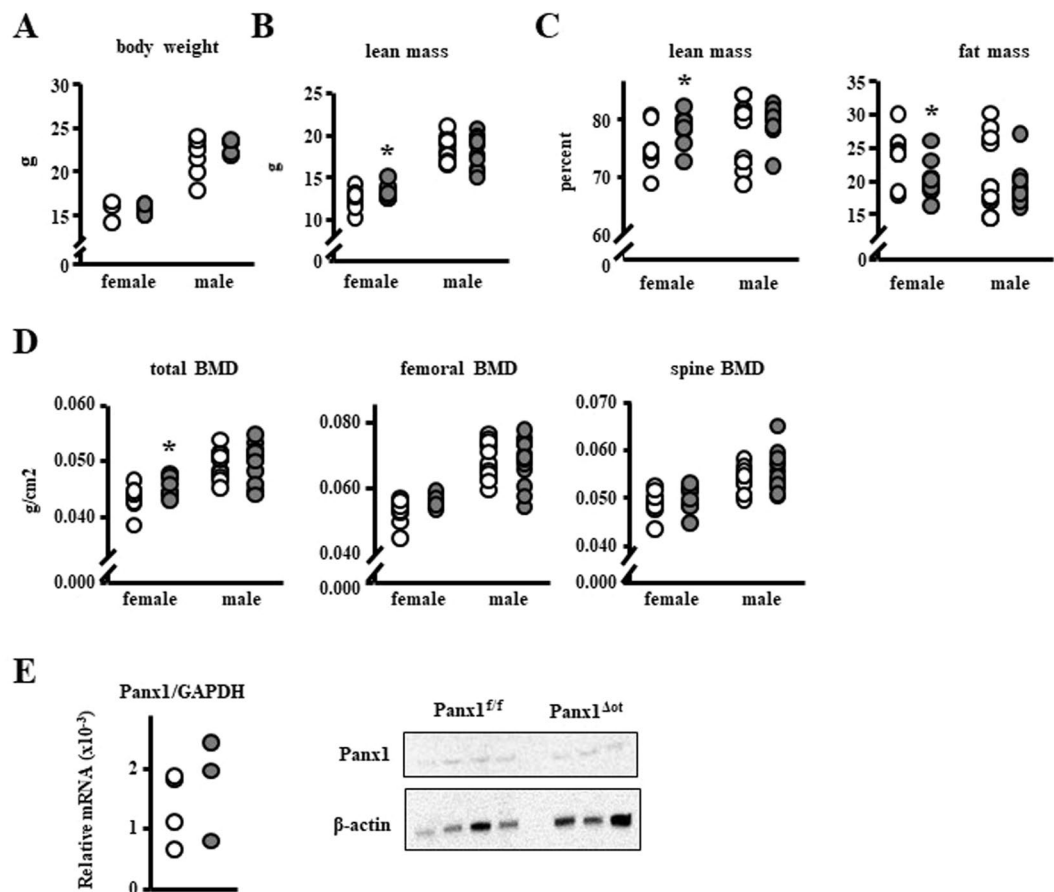 A
body weight
30
25
20
15
0
g
female male
B
lean mass
25
20
15
10
0
g
*
female male
C
lean mass
80
70
60
0
percent
*
female male
fat mass
35
30
25
20
15
0
*
female male
D
total BMD
0.060
0.050
0.040
0.000
g/cm2
*
female male
femoral BMD
0.080
0.060
0.040
0.000
female male
spine BMD
0.070
0.060
0.050
0.040
0.000
female male
E
Panx1/GAPDH
Relative mRNA (x10⁻³)
2
1
0
Panx1f/f Panx1Δot
Panx1
β-actin